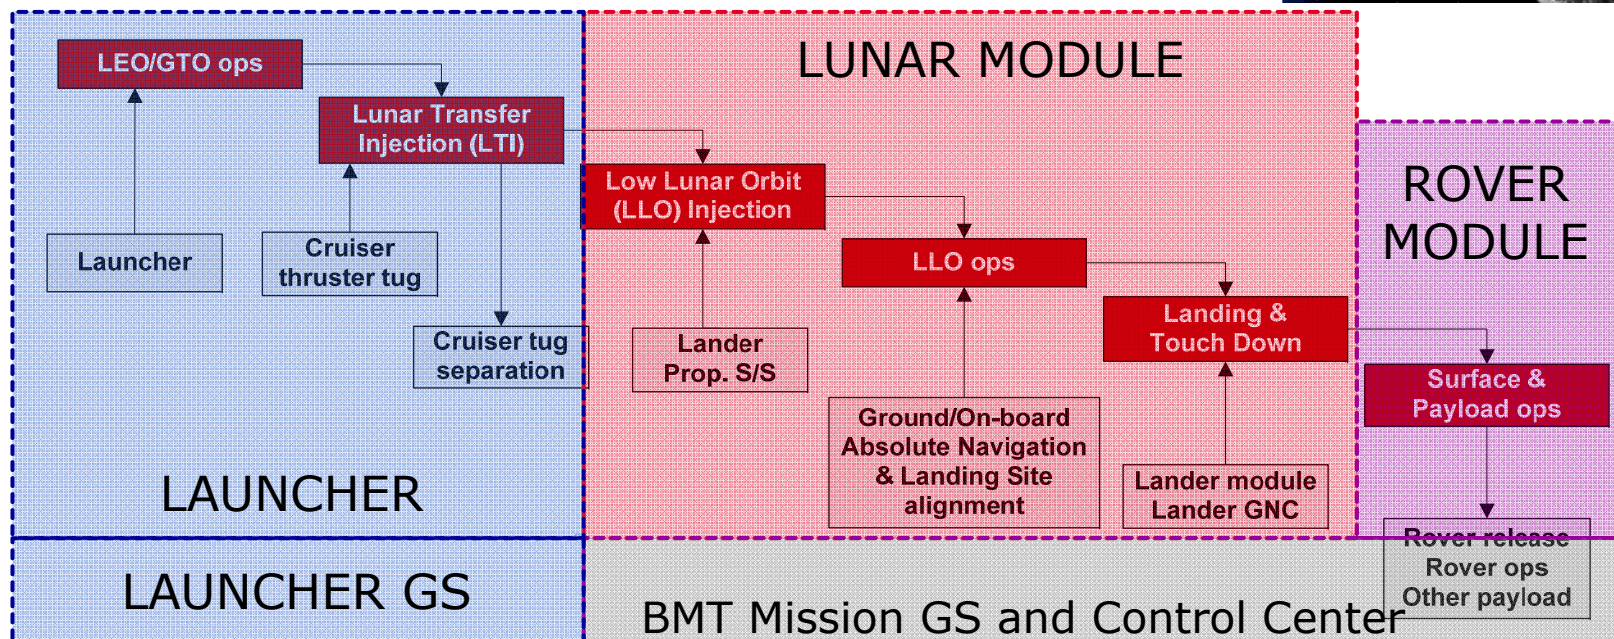 LEO/GTO ops
Lunar Transfer
Injection (LTI)
Launcher
Cruiser
thruster tug
Cruiser tug
separation
LAUNCHER
LAUNCHER GS
LUNAR MODULE
Low Lunar Orbit
(LLO) Injection
LLO ops
Landing &
Touch Down
Lander
Prop. S/S
Ground/On-board
Absolute Navigation
& Landing Site
alignment
Lander module
Lander GNC
ROVER
MODULE
Surface &
Payload ops
Rover release
Rover ops
Other payload
BMT Mission GS and Control Center